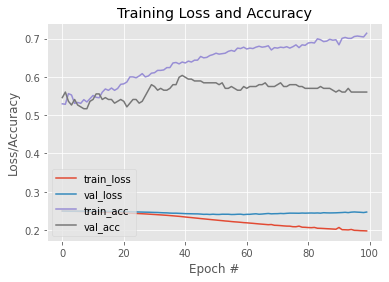 Training Loss and Accuracy
Loss/Accuracy
0.7
0.6
0.5
0.4
0.3
0.2
train_loss
val_loss
train_acc
val_acc
0 20 40 60 80 100
Epoch #